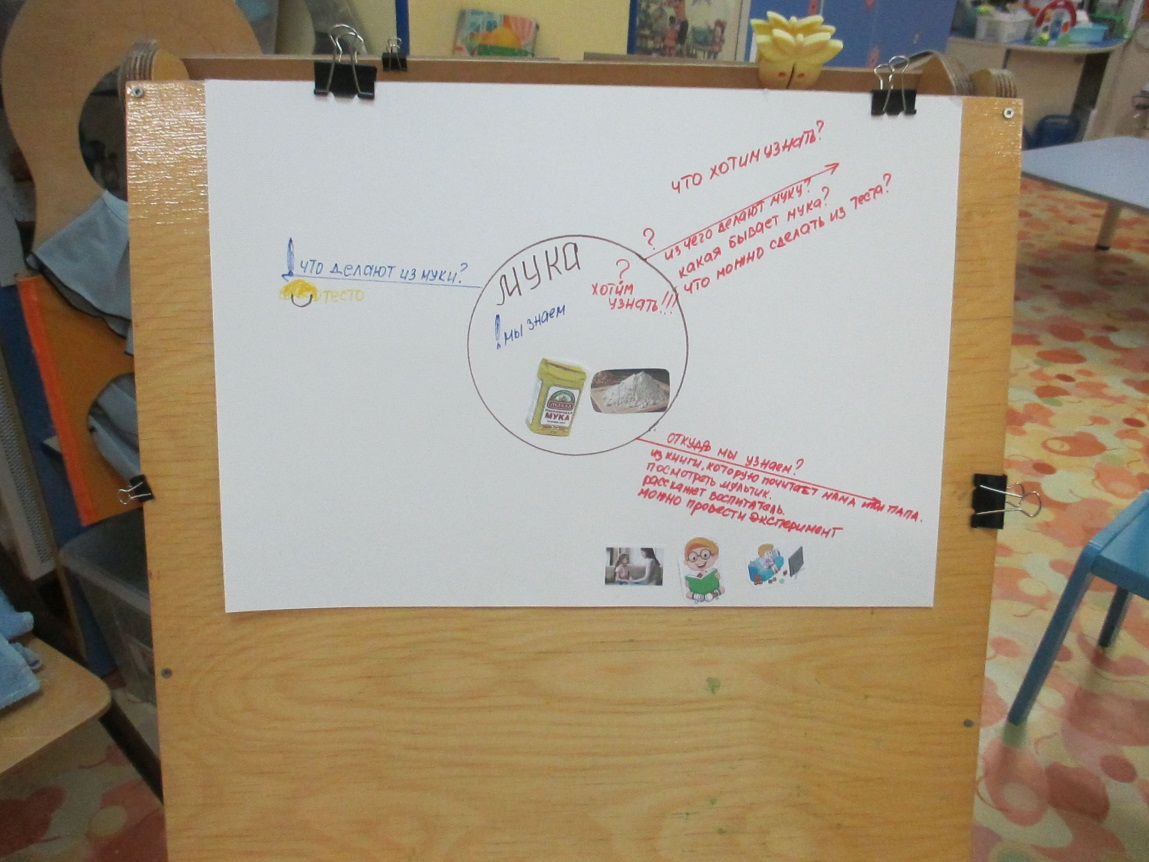 ЧТО ХОТИМ УЗНАТЬ?
?
ИЗ ЧЕГО ДЕЛАЮТ МУКУ?
КАКАЯ БЫВАЕТ МУКА?
ЧТО МОЖНО СДЕЛАТЬ ИЗ ТЕСТА?
! ЧТО ДЕЛАЮТ ИЗ МУКИ?
ТЕСТО
МУКА
?
ХОТИМ
УЗНАТЬ!!!
! МЫ ЗНАЕМ
МУКА
ОТКУДА МЫ УЗНАЕМ?
ИЗ КНИГИ, КОТОРУЮ ПОЧИТАЕТ МАМА ИЛИ ПАПА.
ПОСМОТРЕТЬ МУЛЬТИК.
РАССКАЖЕТ ВОСПИТАТЕЛЬ.
МОЖНО ПРОВЕСТИ ЭКСПЕРИМЕНТ